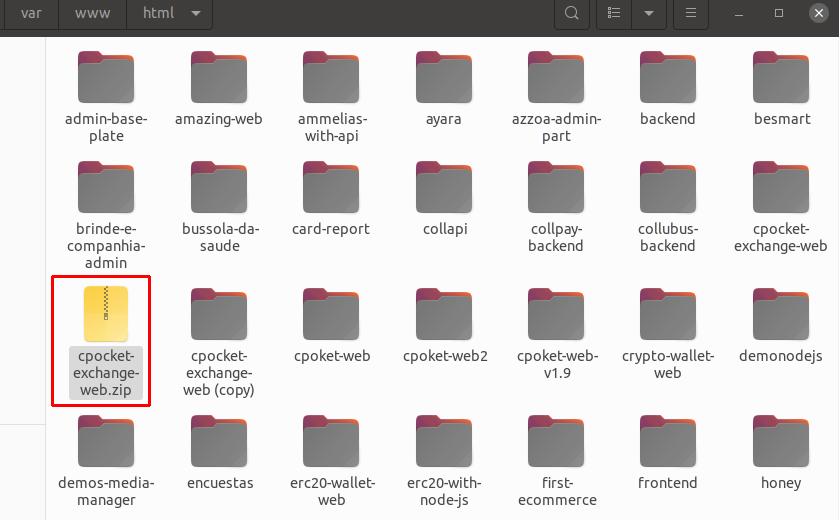 var www html
admin-base-
plate
amazing-web
ammelias-
with-api
ayara
azzoa-admin-
part
backend
besmart
brinde-e-
companhia-
admin
bussola-da-
saude
card-report
collapi
collpay-
backend
collubus-
backend
cpocket-
exchange-web
cpocket-
exchange-
web.zip
cpocket-
exchange-
web (copy)
cpoket-web
cpoket-web2
cpoket-web-
v1.9
crypto-wallet-
web
demonodejs
demos-media-
manager
encuestas
erc20-wallet-
web
erc20-with-
node-js
first-
ecommerce
frontend
honey